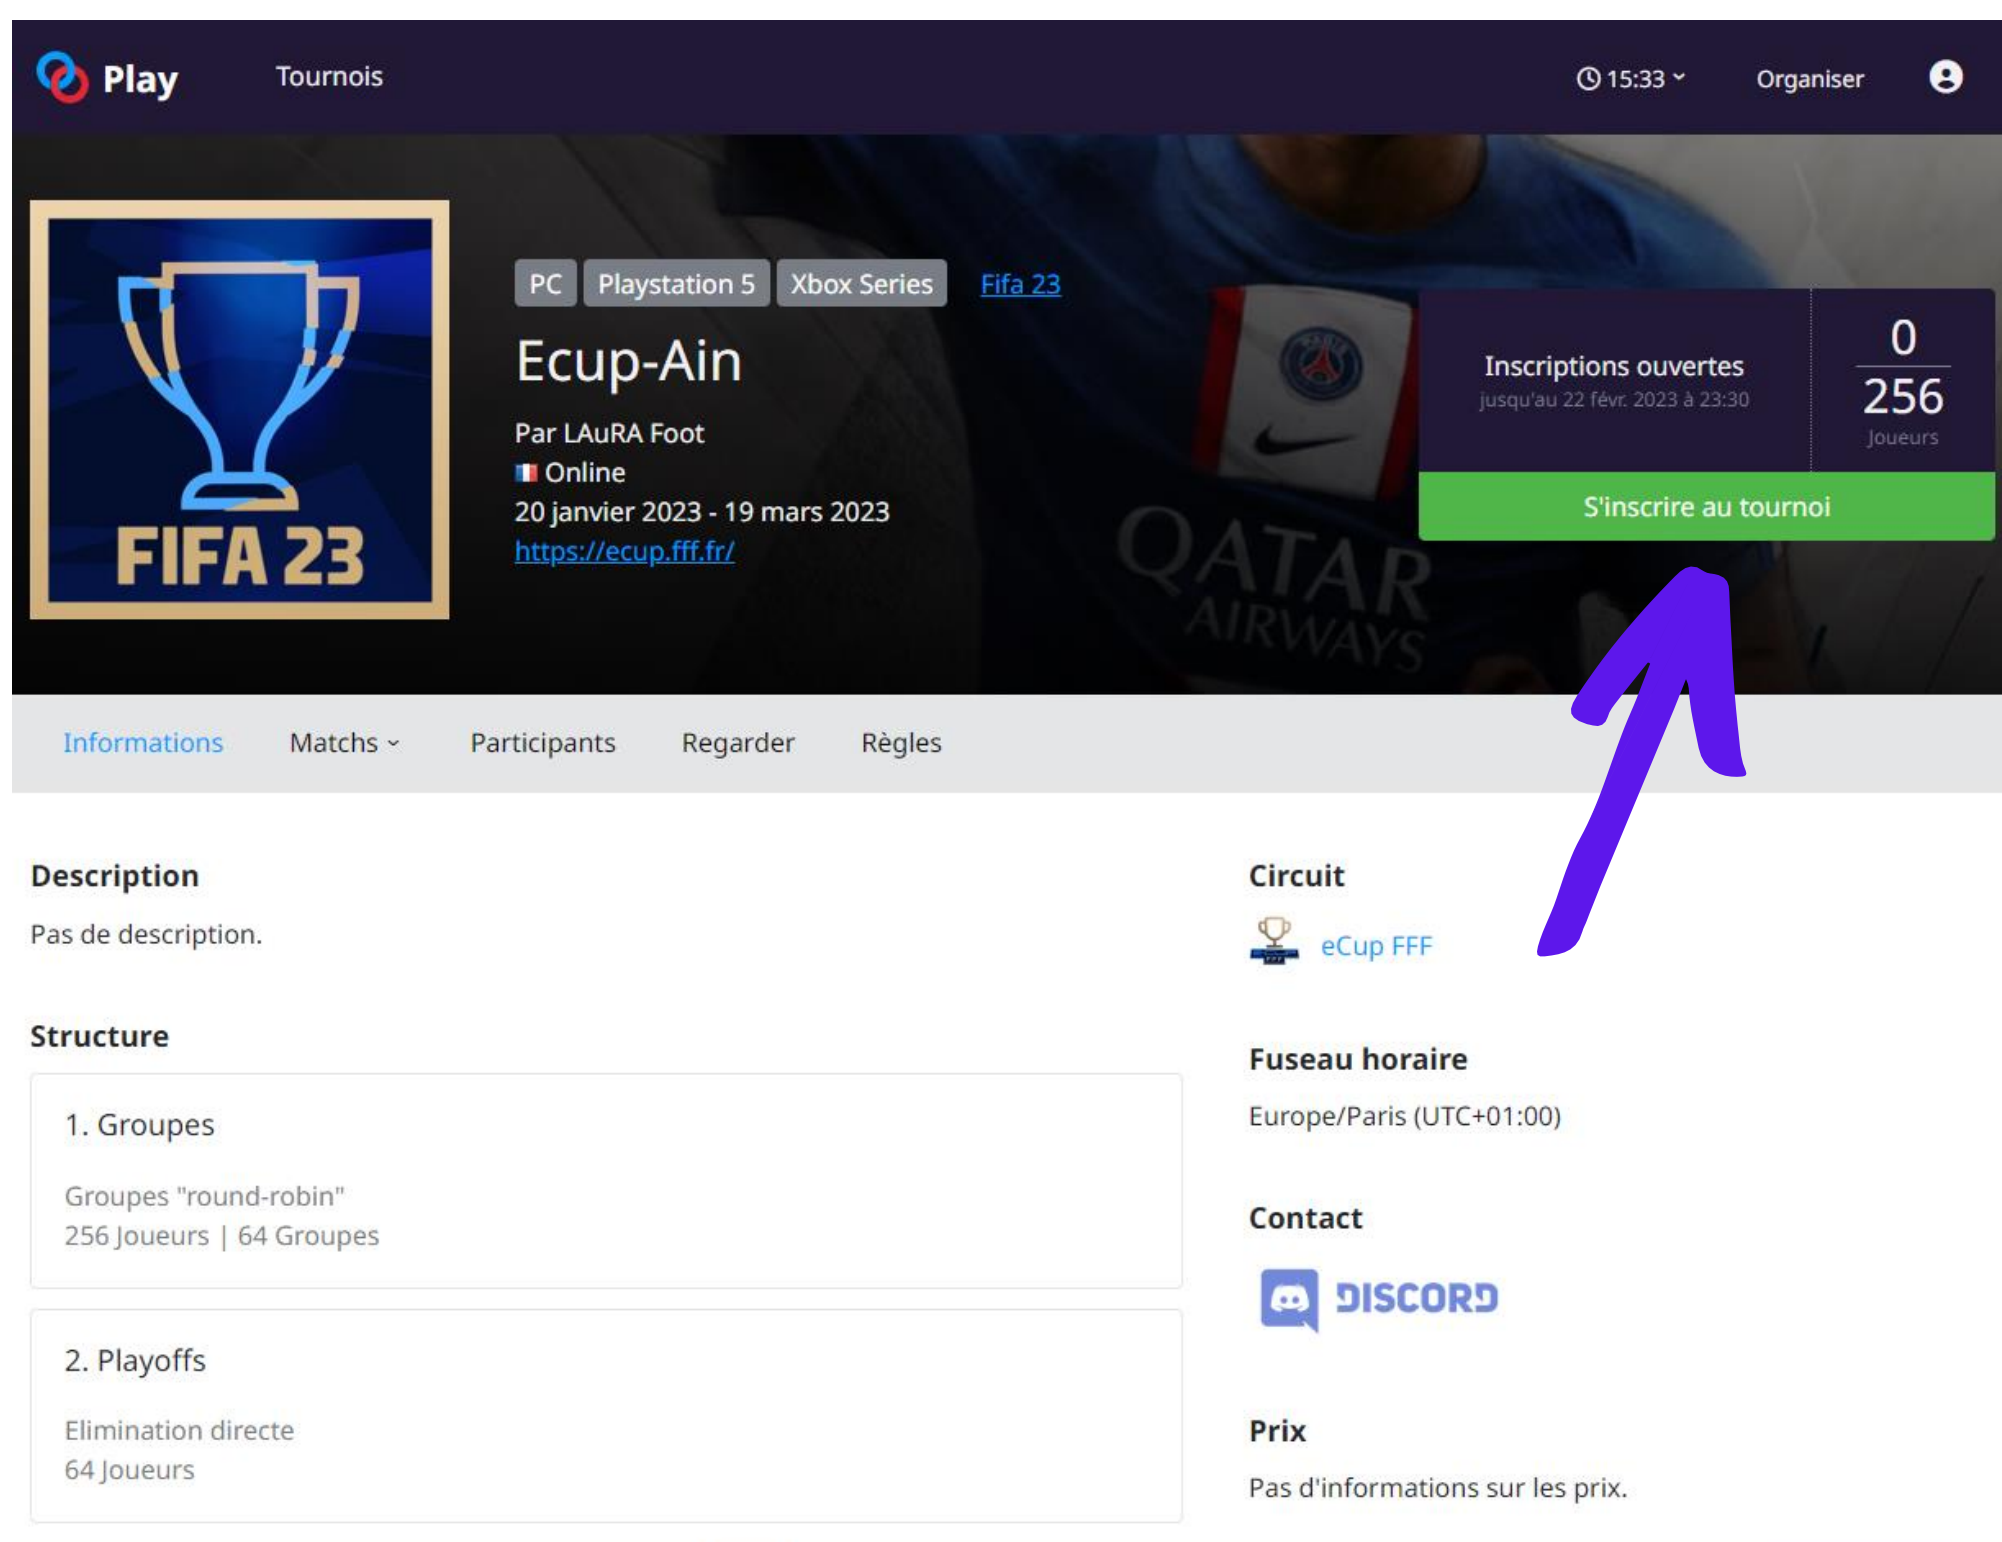 Play
Tournois
15:33
Organiser
FIFA 23
PC
Playstation 5
Xbox Series
Fifa 23
Ecup-Ain
Par LAuRA Foot
Online
20 janvier 2023 - 19 mars 2023
https://ecup.fff.fr/
PARIS
QATAR
AIRWAYS
Inscriptions ouvertes
jusqu'au 22 févr. 2023 à 23:30
0
256
Joueurs
S'inscrire au tournoi
Informations
Matchs
Participants
Regarder
Règles
Description
Pas de description.
Structure
1. Groupes
Groupes "round-robin"
256 Joueurs | 64 Groupes
2. Playoffs
Elimination directe
64 Joueurs
Circuit
eCup FFF
Fuseau horaire
Europe/Paris (UTC+01:00)
Contact
DISCORD
Prix
Pas d'informations sur les prix.